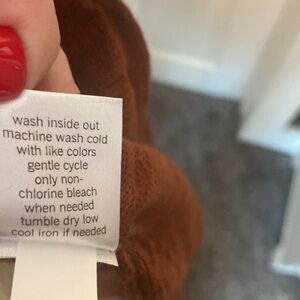 wash inside out
machine wash cold
with like colors
gentle cycle
only non-
chlorine bleach
when needed
tumble dry low
cool iron if needed